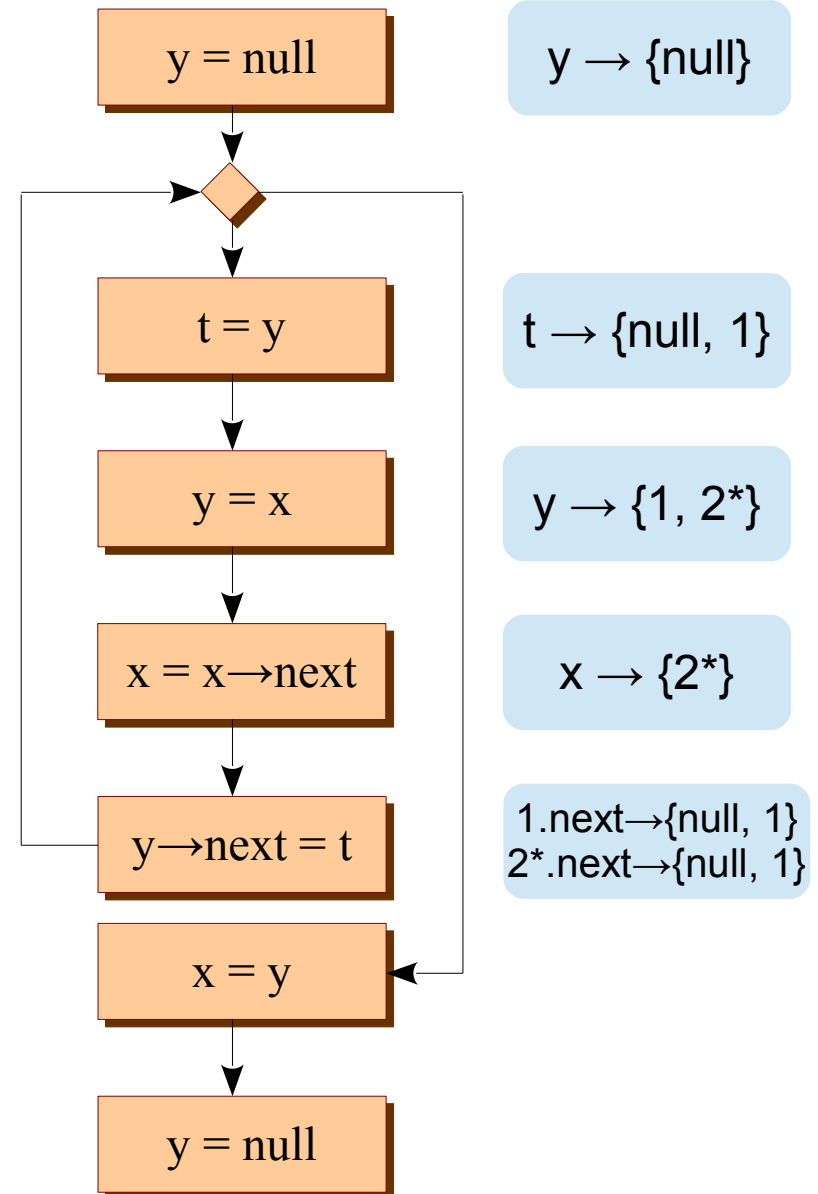 y = null
y → {null}
t = y
t → {null, 1}
y = x
y → {1, 2*}
x = x→next
x → {2*}
y→next = t
1.next→{null, 1}
2*.next→{null, 1}
x = y
y = null